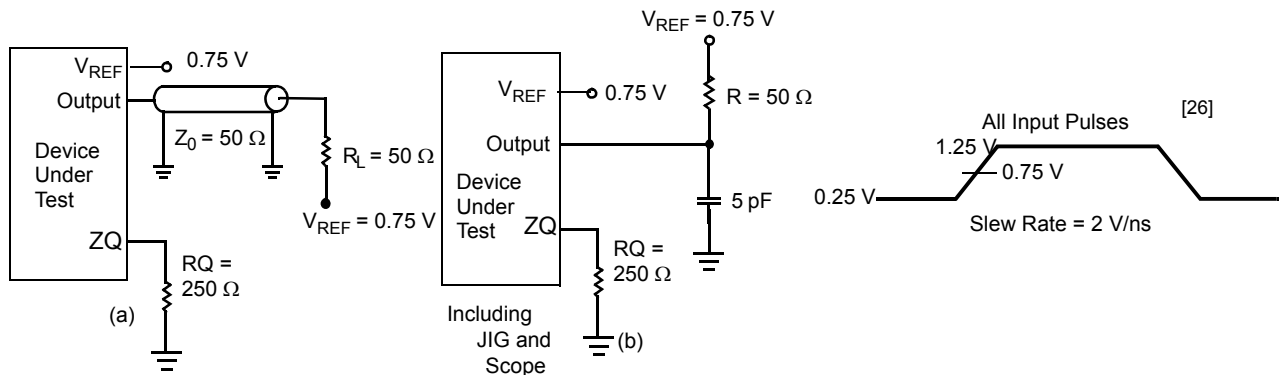 V_REF
0.75 V
Output
Z0 = 50 Ω
Device
Under
Test
R_L = 50 Ω
V_REF = 0.75 V
ZQ
RQ =
250 Ω
(a)
V_REF = 0.75 V
V_REF
0.75 V
R = 50 Ω
Output
Device
Under
Test
5 pF
ZQ
RQ =
250 Ω
Including
JIG and
Scope
(b)
[26]
All Input Pulses
1.25 V
0.75 V
0.25 V
Slew Rate = 2 V/ns